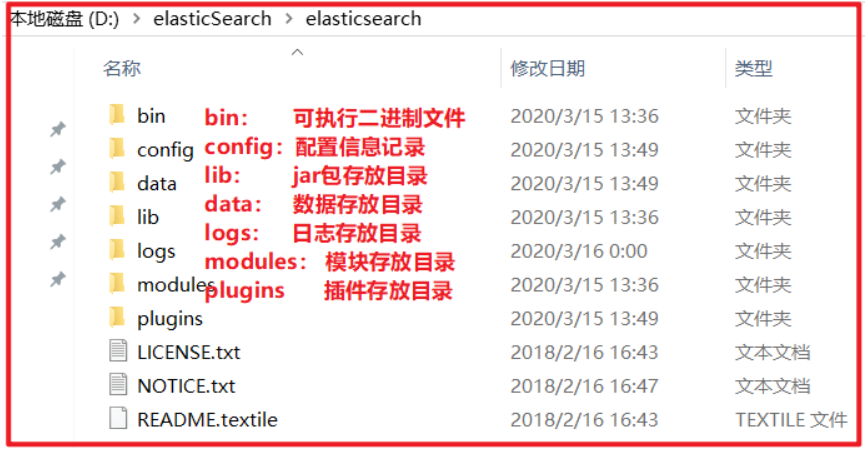 本地磁盘 (D:) > elasticSearch > elasticsearch
名称 修改日期 类型
bin 2020/3/15 13:36 文件夹
config 2020/3/15 13:49 文件夹
data 2020/3/15 13:49 文件夹
lib 2020/3/15 13:36 文件夹
logs 2020/3/16 0:00 文件夹
modules 2020/3/15 13:36 文件夹
plugins 2020/3/15 13:49 文件夹
LICENSE.txt 2018/2/16 16:43 文本文档
NOTICE.txt 2018/2/16 16:47 文本文档
README.textile 2018/2/16 16:43 TEXTILE 文件
bin： 可执行二进制文件
config：配置信息记录
lib： jar包存放目录
data： 数据存放目录
logs： 日志存放目录
modules： 模块存放目录
plugins 插件存放目录